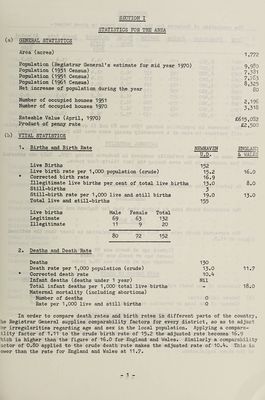 SECTION I
STATISTICS FOR THE AREA
(a) GENERAL STATISTICS
Area (acres) 1,772
Population (Registrar General's estimate for mid year 1970) 9,980
Population (1931 Census)
Population (1951 Census)
Population (1961 Census) 8,325
Net increase of population during the year 80
Number of occupied houses 1951 2,196
Number of occupied houses 1970 3,318
Rateable Value (April, 1970) £615,082
Product of penny rate £2,500
(b) VITAL STATISTICS
1. Births and Birth Rate NEWHAVEN U.D. ENGLAND & WALES
Live Births 152
Live birth rate per 1,000 population (crude) 15.2 16.0
* Corrected birth rate 16.9
Illegitimate live births per cent of total live births 13.0 8.0
Still-births 3
Still-birth rate per 1,000 live and still births 19.0 13.0
Total live and still-births 155
Live births Male Female Total
Legitimate 69 63 132
Illegitimate 11 9 20
80 72 152
2. Deaths and Death Rate
Deaths 130
Death rate per 1,000 population (crude) 13.0 11.7
* Corrected death rate 10.4
Infant deaths (deaths under 1 year) Nil
Total infant deaths per 1,000 total live births - 18.0
Maternal mortality (including abortions)
Number of deaths 0
Rate per 1,000 live and still births 0
In order to compare death rates and birth rates in different parts of the country,
the Registrar General supplies comparability factors for every district, so as to adjust
for irregularities regarding age and sex in the local population. Applying a compara-
bility factor of 1.11 to the crude birth rate of 15.2 the adjusted rate becomes 16.9
which is higher than the figure of 16.0 for England and Wales. Similarly a comparability
factor of 0.80 applied to the crude death rate makes the adjusted rate of 10.4. This is
lower than the rate for England and Wales at 11.7.
- 3 -